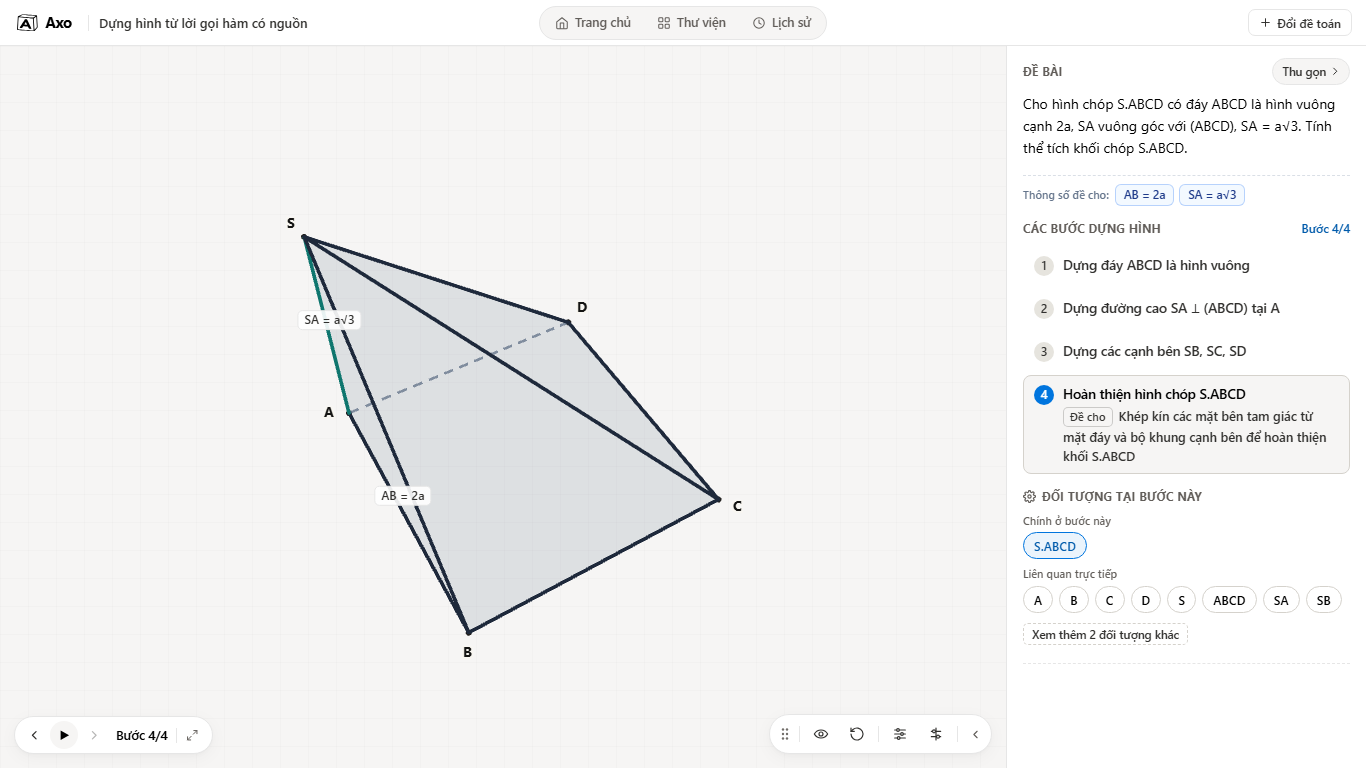 Axo
Dựng hình từ lời gọi hàm có nguồn
Trang chủ
Thư viện
Lịch sử
Đổi đề toán
S
D
SA = a√3
A
AB = 2a
C
B
Bước 4/4
ĐỀ BÀI
Thu gọn
Cho hình chóp S.ABCD có đáy ABCD là hình vuông
cạnh 2a, SA vuông góc với (ABCD), SA = a√3. Tính
thể tích khối chóp S.ABCD.
Thông số đề cho:
AB = 2a
SA = a√3
CÁC BƯỚC DỰNG HÌNH
Bước 4/4
1 Dựng đáy ABCD là hình vuông
2 Dựng đường cao SA ⊥ (ABCD) tại A
3 Dựng các cạnh bên SB, SC, SD
4 Hoàn thiện hình chóp S.ABCD
Đề cho Khép kín các mặt bên tam giác từ
mặt đáy và bộ khung cạnh bên để hoàn thiện
khối S.ABCD
ĐỐI TƯỢNG TẠI BƯỚC NÀY
Chính ở bước này
S.ABCD
Liên quan trực tiếp
A B C D S ABCD SA SB
Xem thêm 2 đối tượng khác